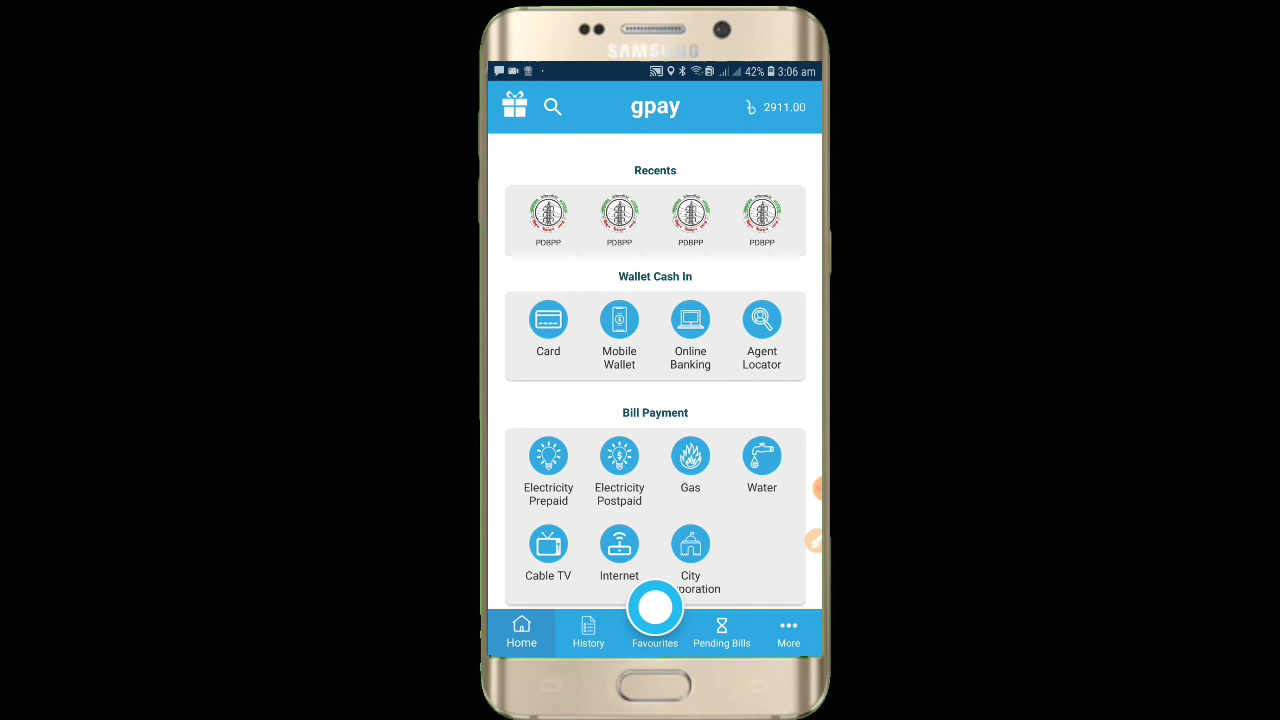 SAMSUNG
42% 3:06 am
gpay
2911.00
Recents
PDBPP PDBPP PDBPP PDBPP
Wallet Cash In
Card Mobile Wallet Online Banking Agent Locator
Bill Payment
Electricity Prepaid Electricity Postpaid Gas Water
Cable TV Internet City poration
Home History Favourites Pending Bills More